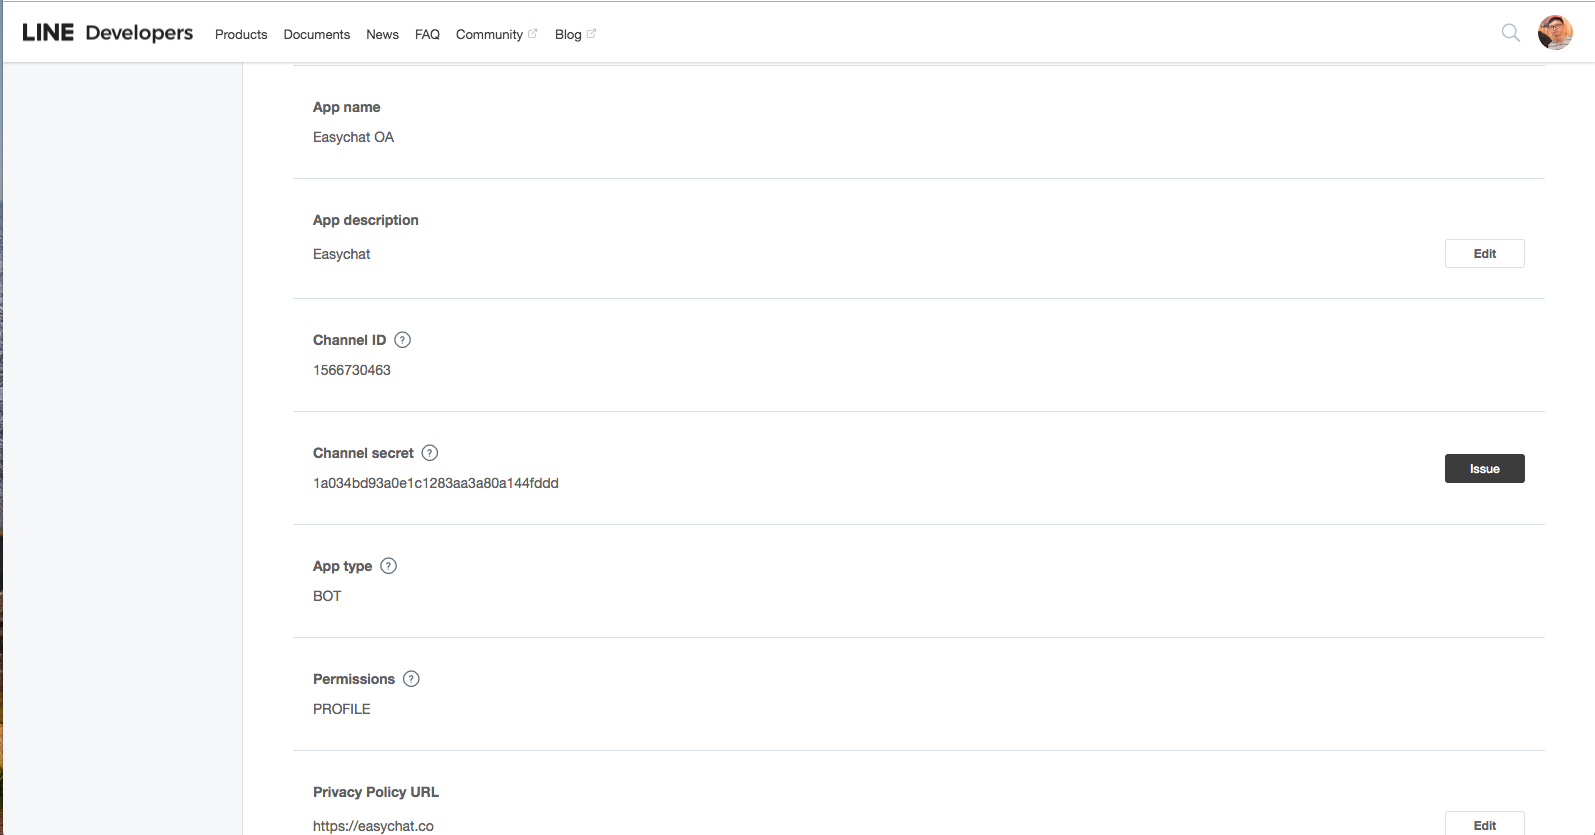 LINE Developers Products Documents News FAQ Community Blog
App name
Easychat OA
App description
Easychat
Edit
Channel ID ?
1566730463
Channel secret ?
Issue
1a034bd93a0e1c1283aa3a80a144fddd
App type ?
BOT
Permissions ?
PROFILE
Privacy Policy URL
https://easychat.co
Edit